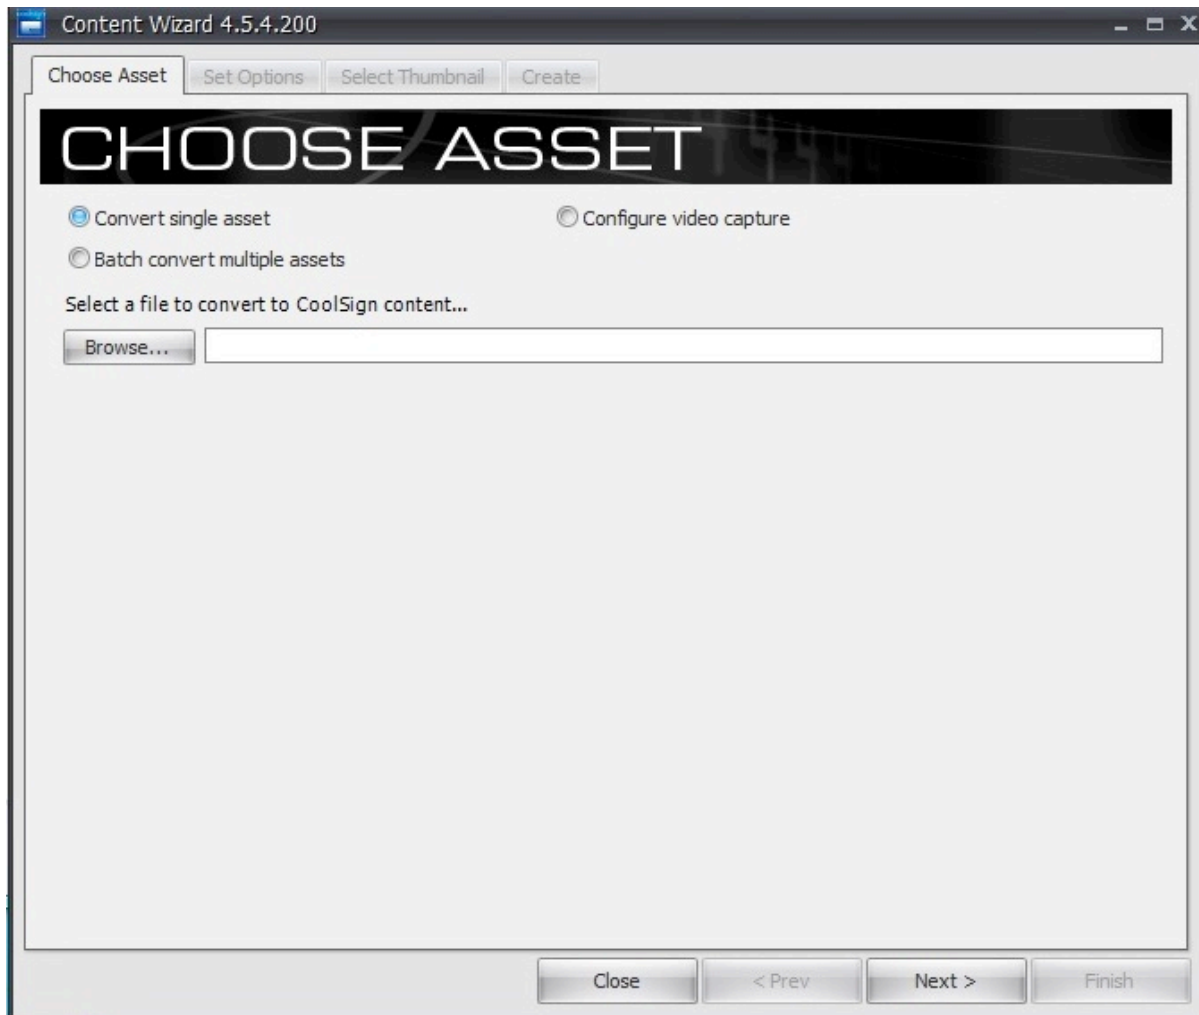 Content Wizard 4.5.4.200
Choose Asset Set Options Select Thumbnail Create
CHOOSE ASSET
Convert single asset Configure video capture
Batch convert multiple assets
Select a file to convert to CoolSign content...
Browse...
Close < Prev Next > Finish